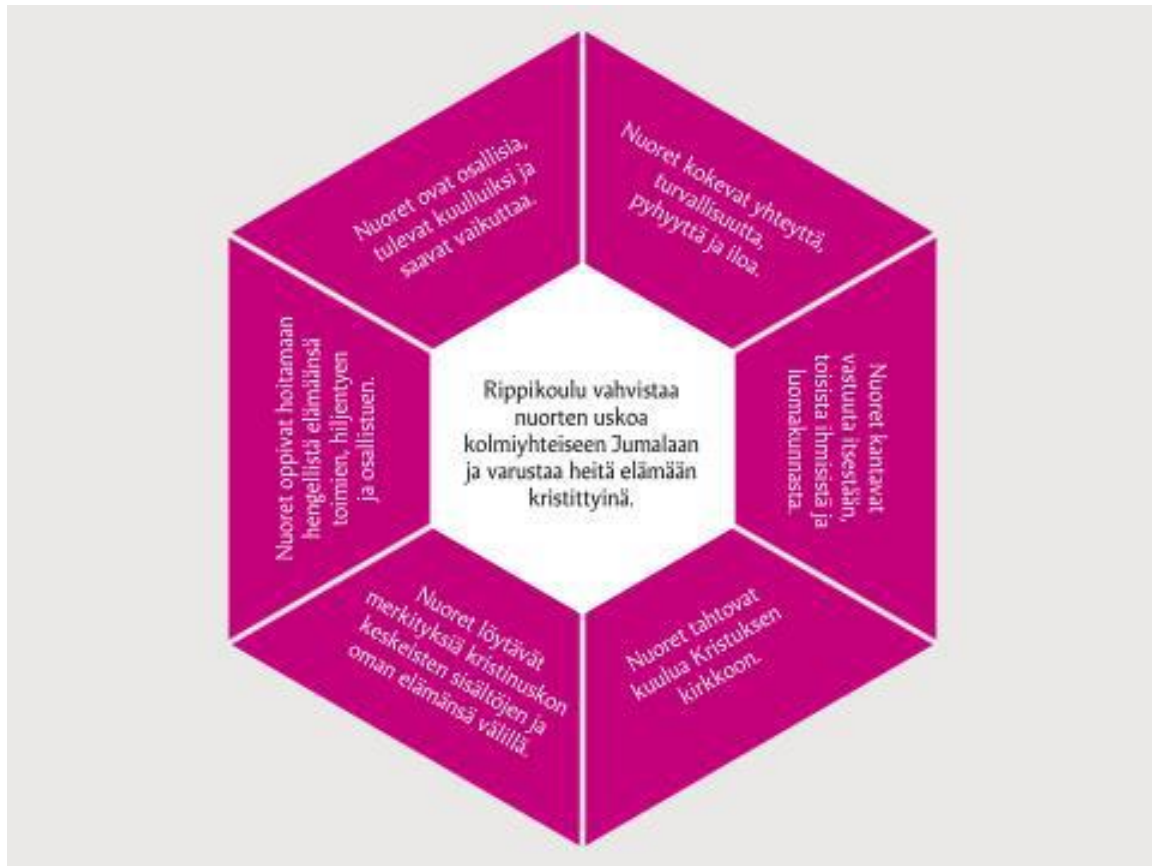 Nuoret ovat osallisia,
tulevat kuulluiksi ja
saavat vaikuttaa.
Nuoret kokevat yhteyttä,
turvallisuutta,
pyhyyttä ja iloa.
Nuoret kantavat
vastuuta itsestään,
toisista ihmisistä ja
luomakunnasta.
Nuoret tahtovat
kuulua Kristuksen
kirkkoon.
Nuoret löytävät
merkityksiä kristinuskon
keskeisten sisältöjen ja
oman elämänsä välillä.
Nuoret oppivat hoitamaan
hengellistä elämäänsä
toimien, hiljentyen
ja osallistuen.
Rippikoulu vahvistaa
nuorten uskoa
kolmiyhteiseen Jumalaan
ja varustaa heitä elämään
kristittyinä.